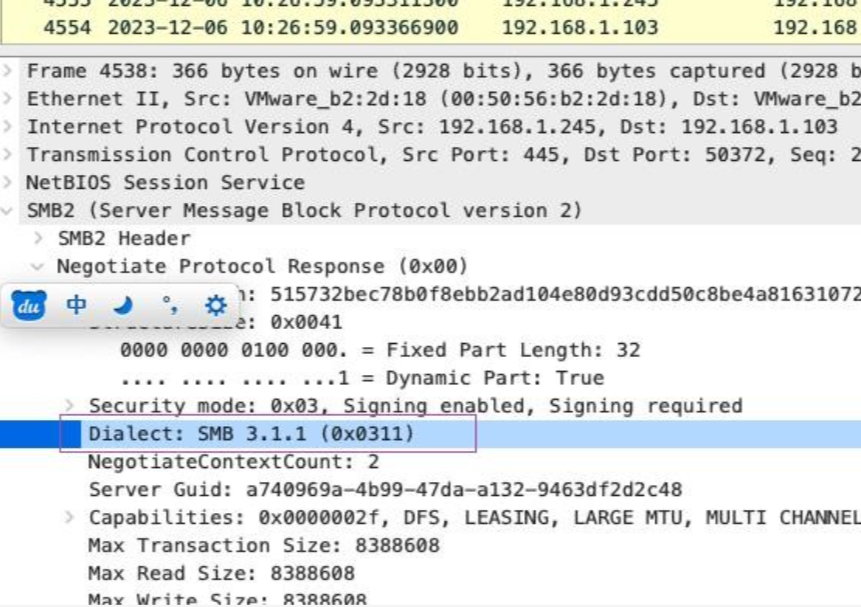 4553 2023-12-06 10:26:59.093311500 192.168.1.245 192.168
4554 2023-12-06 10:26:59.093366900 192.168.1.103 192.168
Frame 4538: 366 bytes on wire (2928 bits), 366 bytes captured (2928 b
Ethernet II, Src: VMware_b2:2d:18 (00:50:56:b2:2d:18), Dst: VMware_b2
Internet Protocol Version 4, Src: 192.168.1.245, Dst: 192.168.1.103
Transmission Control Protocol, Src Port: 445, Dst Port: 50372, Seq: 2
NetBIOS Session Service
SMB2 (Server Message Block Protocol version 2)
SMB2 Header
Negotiate Protocol Response (0x00)
du 中 °, : 515732bec78b0f8ebb2ad104e80d93cdd50c8be4a81631072
StructureSize: 0x0041
0000 0000 0100 000. = Fixed Part Length: 32
.... .... .... ...1 = Dynamic Part: True
Security mode: 0x03, Signing enabled, Signing required
Dialect: SMB 3.1.1 (0x0311)
NegotiateContextCount: 2
Server Guid: a740969a-4b99-47da-a132-9463df2d2c48
Capabilities: 0x0000002f, DFS, LEASING, LARGE MTU, MULTI CHANNEL
Max Transaction Size: 8388608
Max Read Size: 8388608
Max Write Size: 8388608